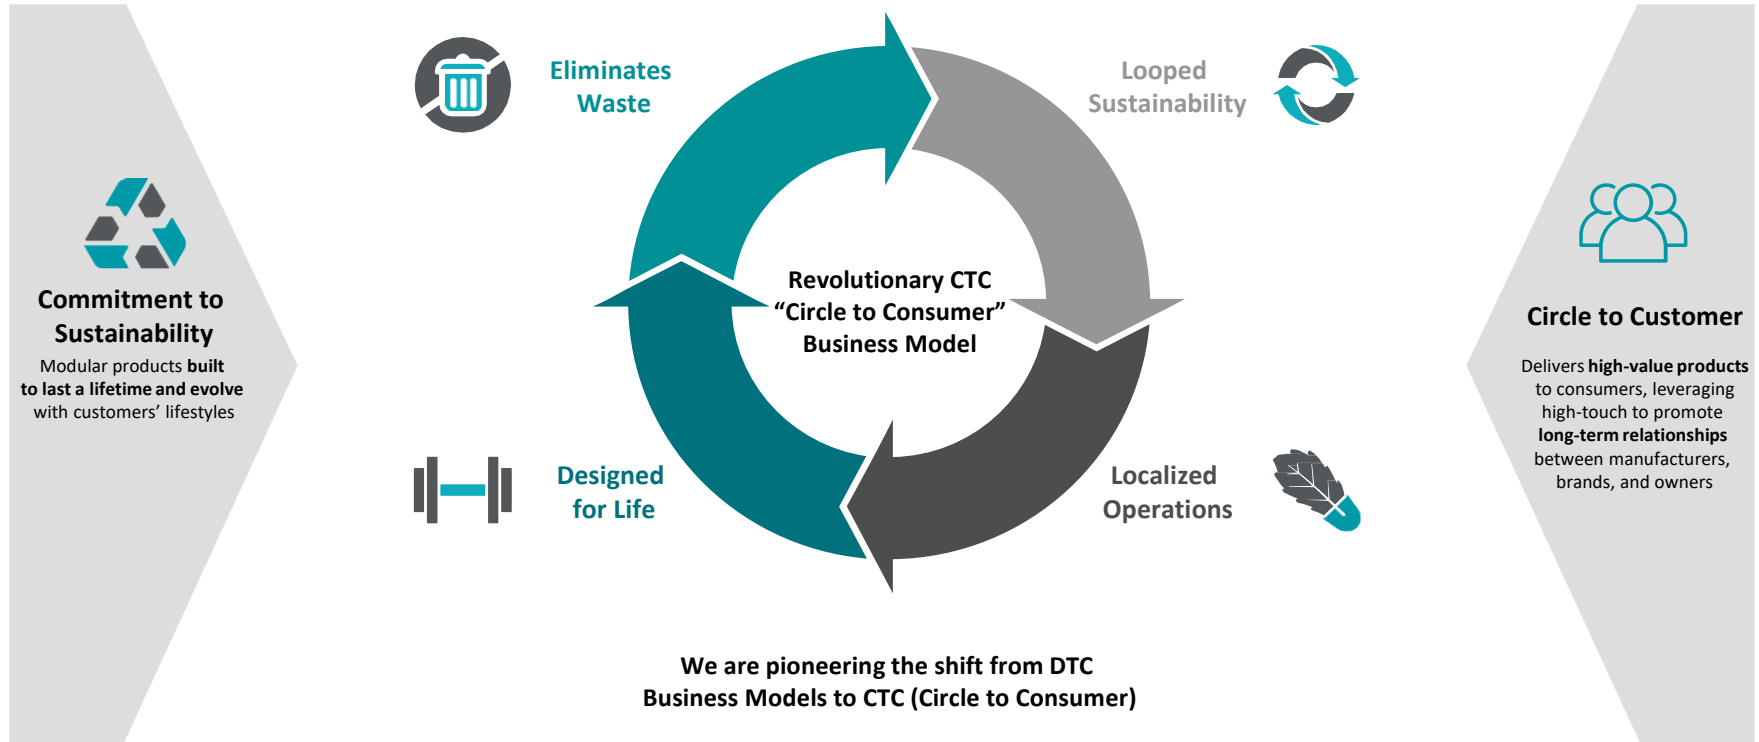 Commitment to
Sustainability
Modular products built
to last a lifetime and evolve
with customers’ lifestyles
Eliminates
Waste
Looped
Sustainability
Revolutionary CTC
“Circle to Consumer”
Business Model
Designed
for Life
Localized
Operations
We are pioneering the shift from DTC
Business Models to CTC (Circle to Consumer)
Circle to Customer
Delivers high-value products
to consumers, leveraging
high-touch to promote
long-term relationships
between manufacturers,
brands, and owners